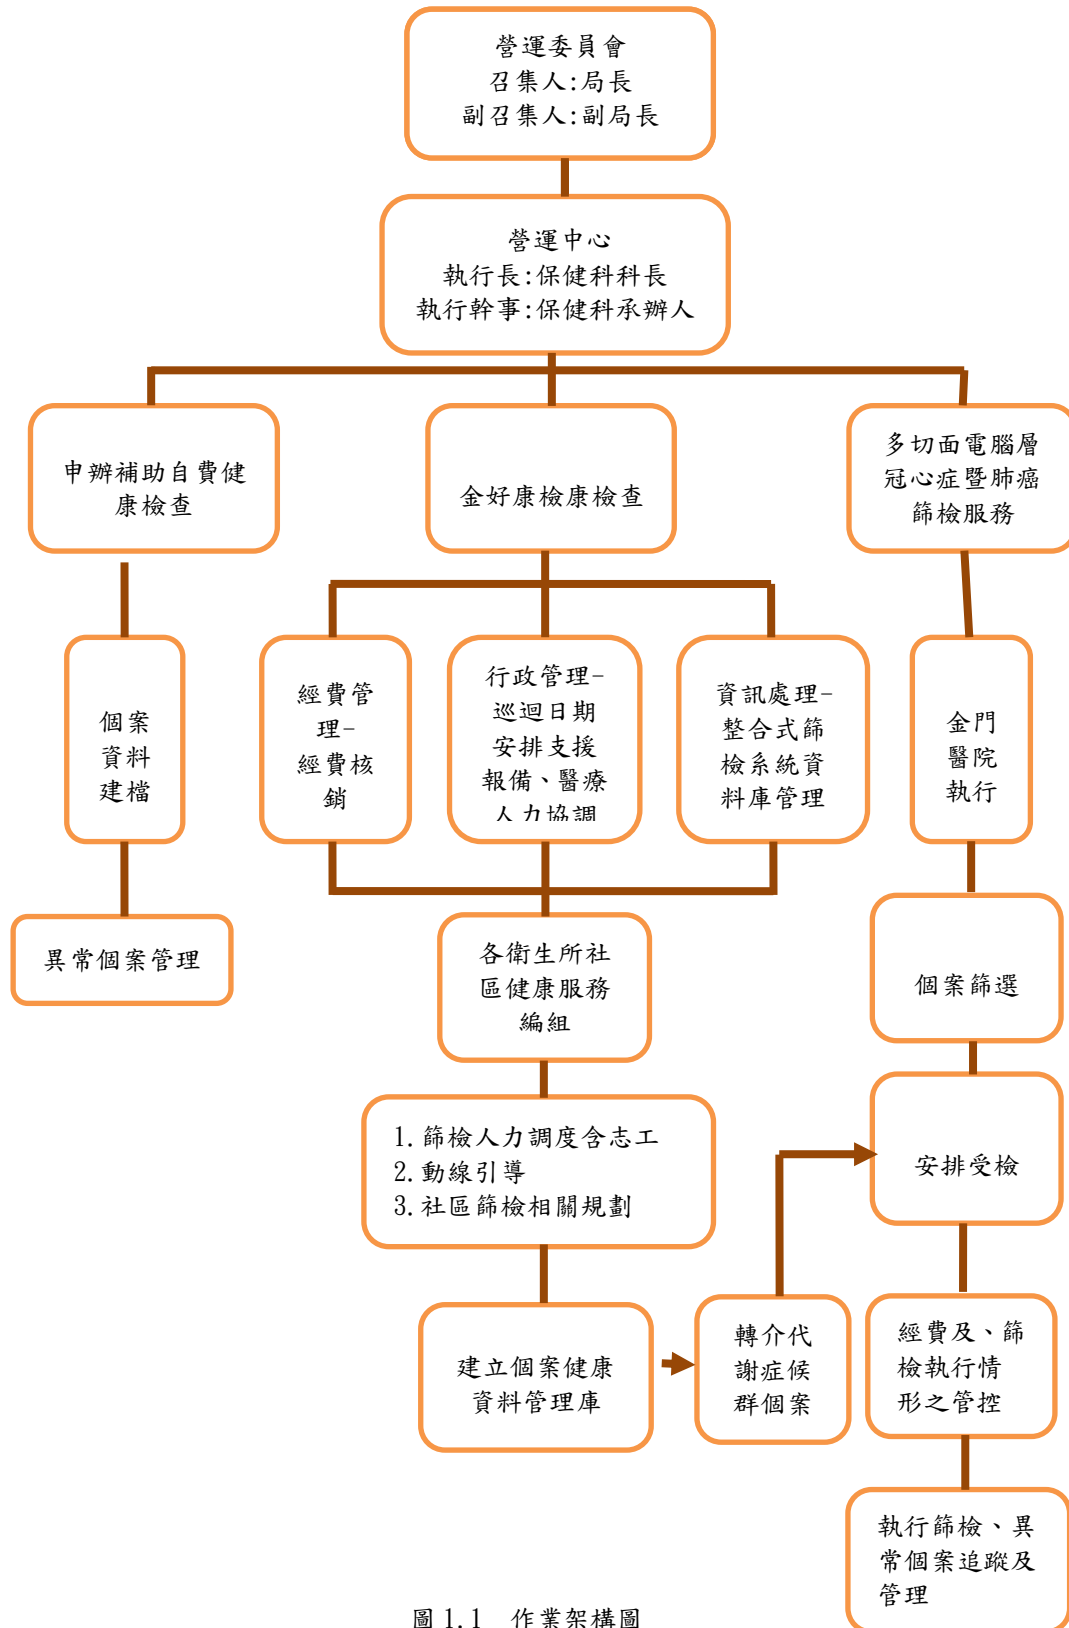 營運委員會
召集人:局長
副召集人:副局長
營運中心
執行長:保健科科長
執行幹事:保健科承辦人
申辦補助自費健
康檢查
金好康檢康檢查
多切面電腦層
冠心症暨肺癌
篩檢服務
個案
資料
建檔
經費管
理-
經費核
銷
行政管理-
巡迴日期
安排支援
報備、醫療
人力協調
資訊處理-
整合式篩
檢系統資
料庫管理
金門
醫院
執行
異常個案管理
各衛生所社
區健康服務
編組
個案篩選
1.篩檢人力調度含志工
2.動線引導
3.社區篩檢相關規劃
安排受檢
建立個案健康
資料管理庫
轉介代
謝症候
群個案
經費及、篩
檢執行情
形之管控
執行篩檢、異
常個案追蹤及
管理
圖 1.1 作業架構圖